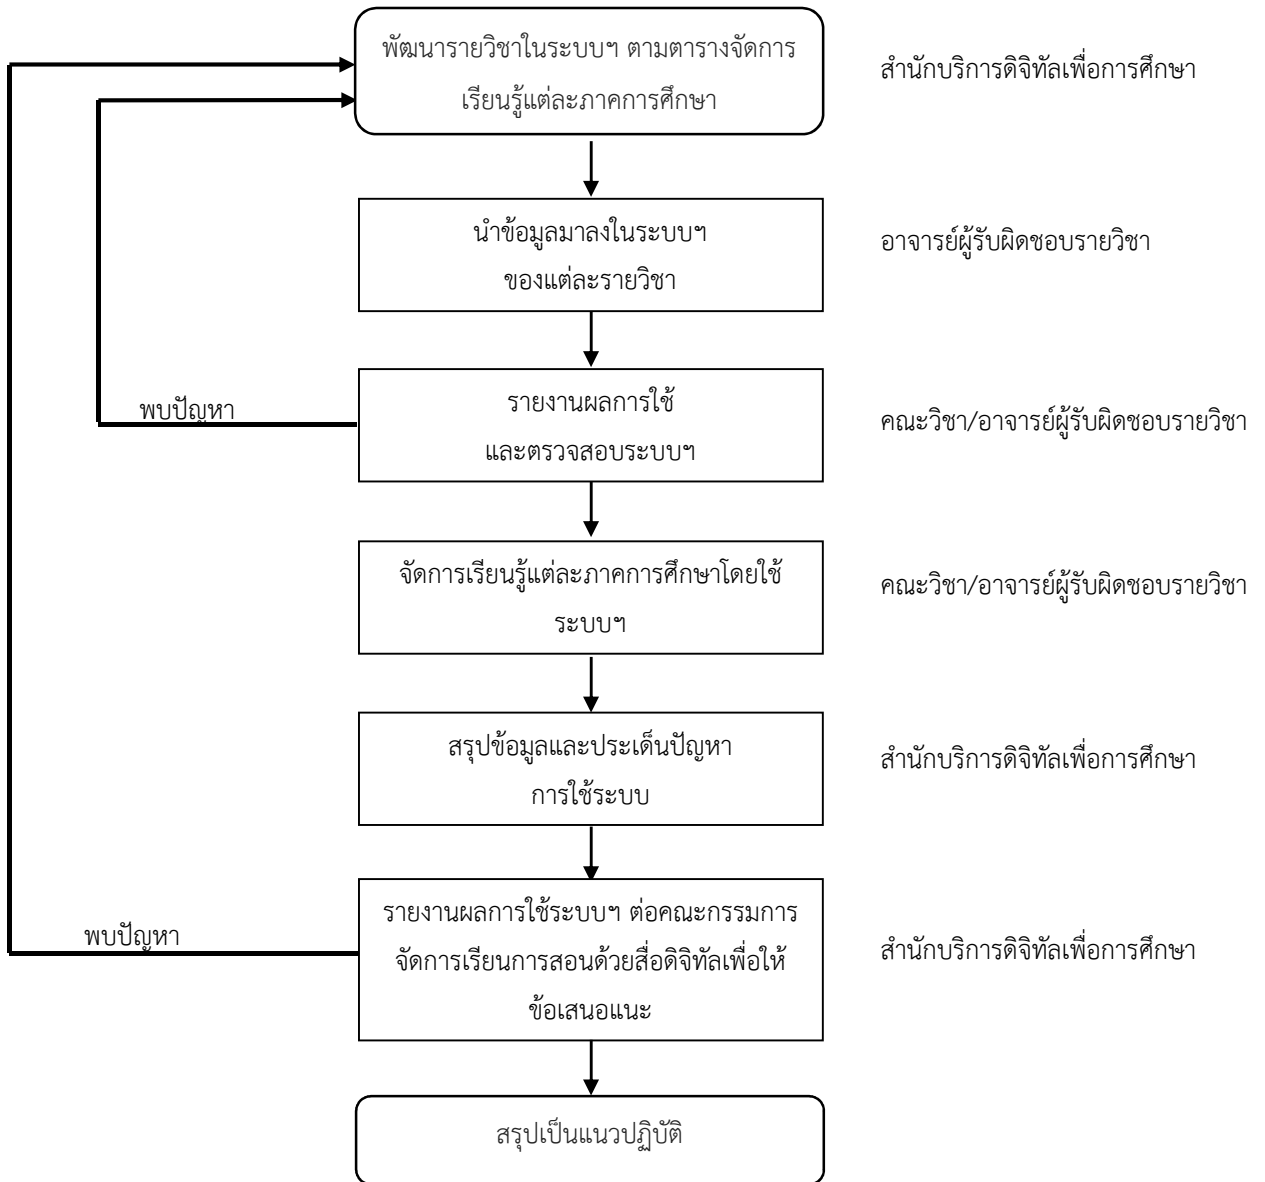 พัฒนารายวิชาในระบบฯ ตามตารางจัดการ
เรียนรู้แต่ละภาคการศึกษา
สำนักบริการดิจิทัลเพื่อการศึกษา
นำข้อมูลมาลงในระบบฯ
ของแต่ละรายวิชา
อาจารย์ผู้รับผิดชอบรายวิชา
พบปัญหา
รายงานผลการใช้
และตรวจสอบระบบฯ
คณะวิชา/อาจารย์ผู้รับผิดชอบรายวิชา
จัดการเรียนรู้แต่ละภาคการศึกษาโดยใช้
ระบบฯ
คณะวิชา/อาจารย์ผู้รับผิดชอบรายวิชา
สรุปข้อมูลและประเด็นปัญหา
การใช้ระบบ
สำนักบริการดิจิทัลเพื่อการศึกษา
พบปัญหา
รายงานผลการใช้ระบบฯ ต่อคณะกรรมการ
จัดการเรียนการสอนด้วยสื่อดิจิทัลเพื่อให้
ข้อเสนอแนะ
สำนักบริการดิจิทัลเพื่อการศึกษา
สรุปเป็นแนวปฏิบัติ